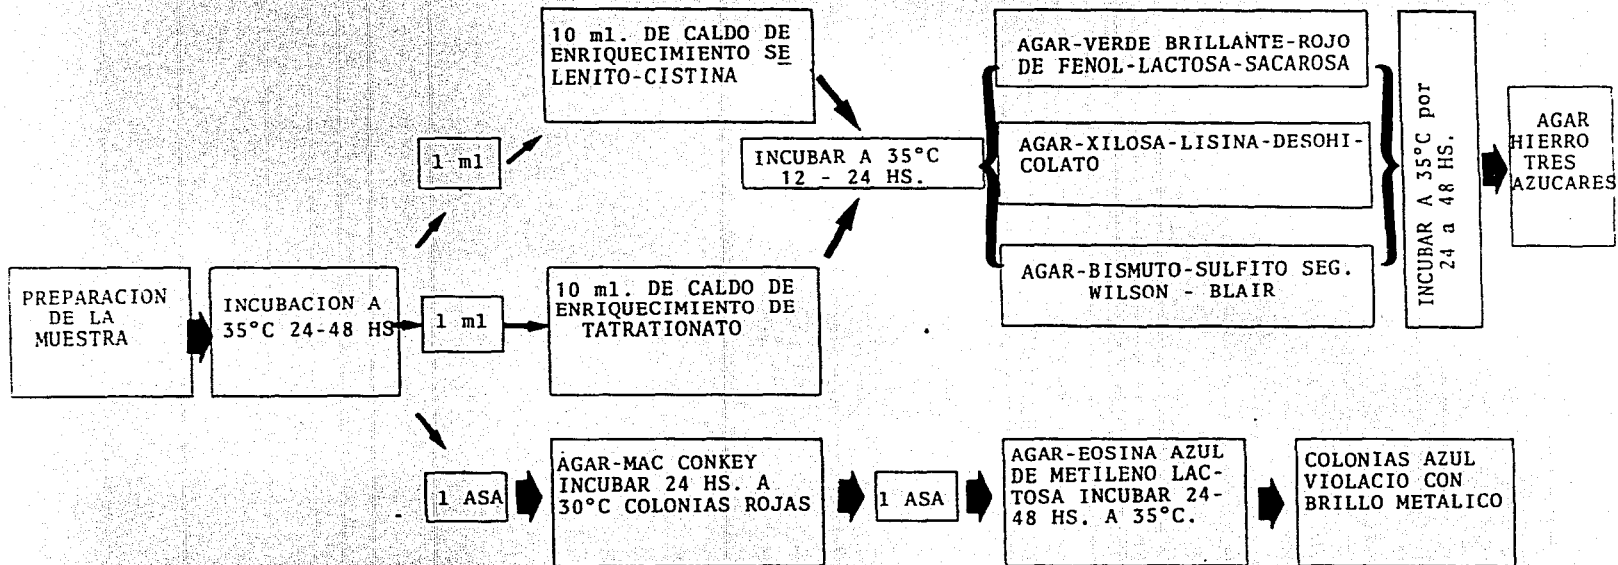 10 ml. DE CALDO DE
ENRIQUECIMIENTO SE
LENITO-CISTINA
1 ml
INCUBAR A 35°C
12 - 24 HS.
AGAR-VERDE BRILLANTE-ROJO
DE FENOL-LACTOSA-SACAROSA
AGAR-XILOSA-LISINA-DESOHI-
COLATO
AGAR-BISMUTO-SULFITO SEG.
WILSON - BLAIR
INCUBAR A 35°C por
24 a 48 HS.
AGAR
HIERRO
TRES
AZUCARES
PREPARACION
DE LA
MUESTRA
INCUBACION A
35°C 24-48 HS
1 ml
10 ml. DE CALDO DE
ENRIQUECIMIENTO DE
TATRATIONATO
1 ASA
AGAR-MAC CONKEY
INCUBAR 24 HS. A
30°C COLONIAS ROJAS
1 ASA
AGAR-EOSINA AZUL
DE METILENO LAC-
TOSA INCUBAR 24-
48 HS. A 35°C.
COLONIAS AZUL
VIOLACIO CON
BRILLO METALICO